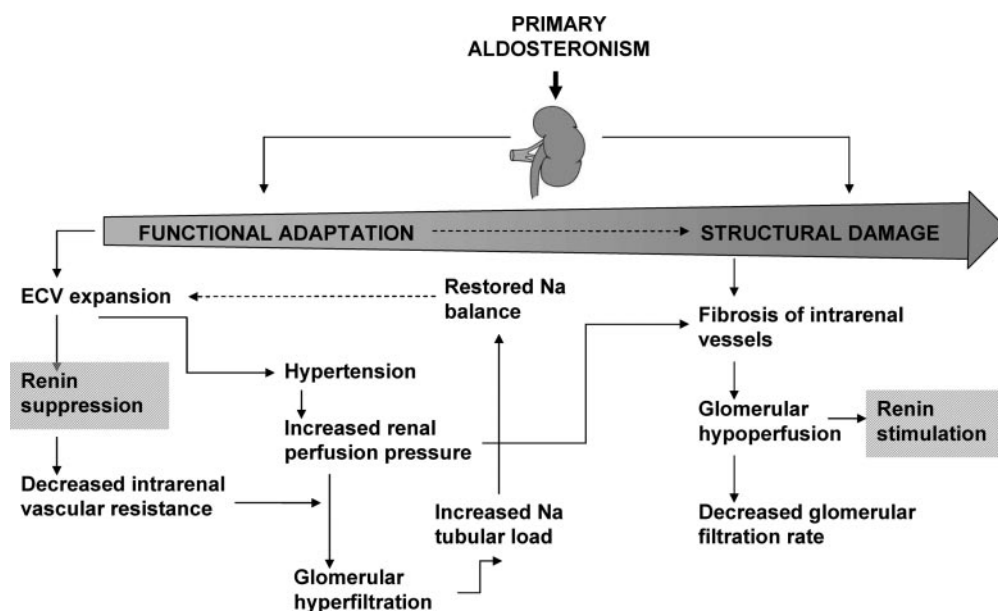 PRIMARY
ALDOSTERONISM
FUNCTIONAL ADAPTATION
STRUCTURAL DAMAGE
ECV expansion
Restored Na
balance
Fibrosis of intrarenal
vessels
Renin
suppression
Hypertension
Increased renal
perfusion pressure
Glomerular
hypoperfusion
Renin
stimulation
Decreased intrarenal
vascular resistance
Increased Na
tubular load
Decreased glomerular
filtration rate
Glomerular
hyperfiltration